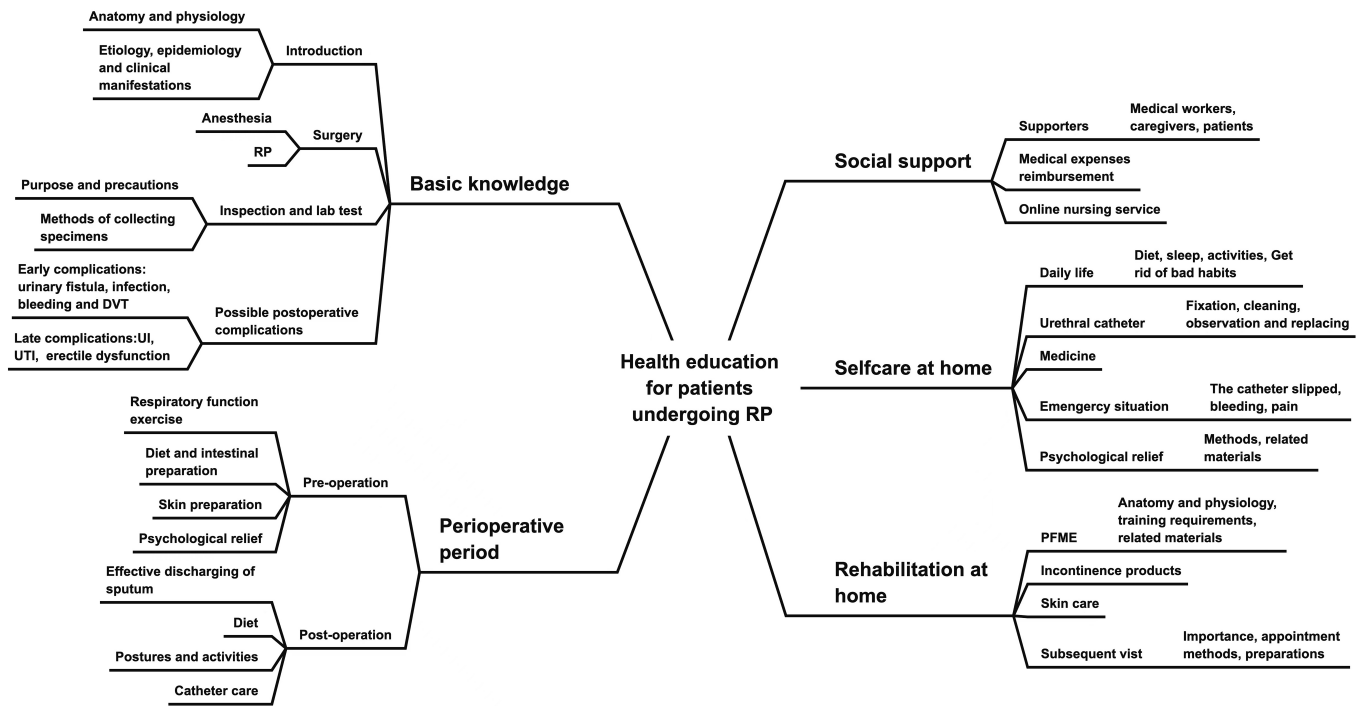 Health education
for patients
undergoing RP
Basic knowledge
Introduction
Anatomy and physiology
Etiology, epidemiology
and clinical
manifestations
Surgery
Anesthesia
RP
Inspection and lab test
Purpose and precautions
Methods of collecting
specimens
Possible postoperative
complications
Early complications:
urinary fistula, infection,
bleeding and DVT
Late complications:UI,
UTI, erectile dysfunction
Perioperative
period
Pre-operation
Respiratory function
exercise
Diet and intestinal
preparation
Skin preparation
Psychological relief
Post-operation
Effective discharging of
sputum
Diet
Postures and activities
Catheter care
Social support
Supporters
Medical workers,
caregivers, patients
Medical expenses
reimbursement
Online nursing service
Selfcare at home
Daily life
Diet, sleep, activities, Get
rid of bad habits
Urethral catheter
Fixation, cleaning,
observation and replacing
Medicine
Emengercy situation
The catheter slipped,
bleeding, pain
Psychological relief
Methods, related
materials
Rehabilitation at
home
PFME
Anatomy and physiology,
training requirements,
related materials
Incontinence products
Skin care
Subsequent vist
Importance, appointment
methods, preparations